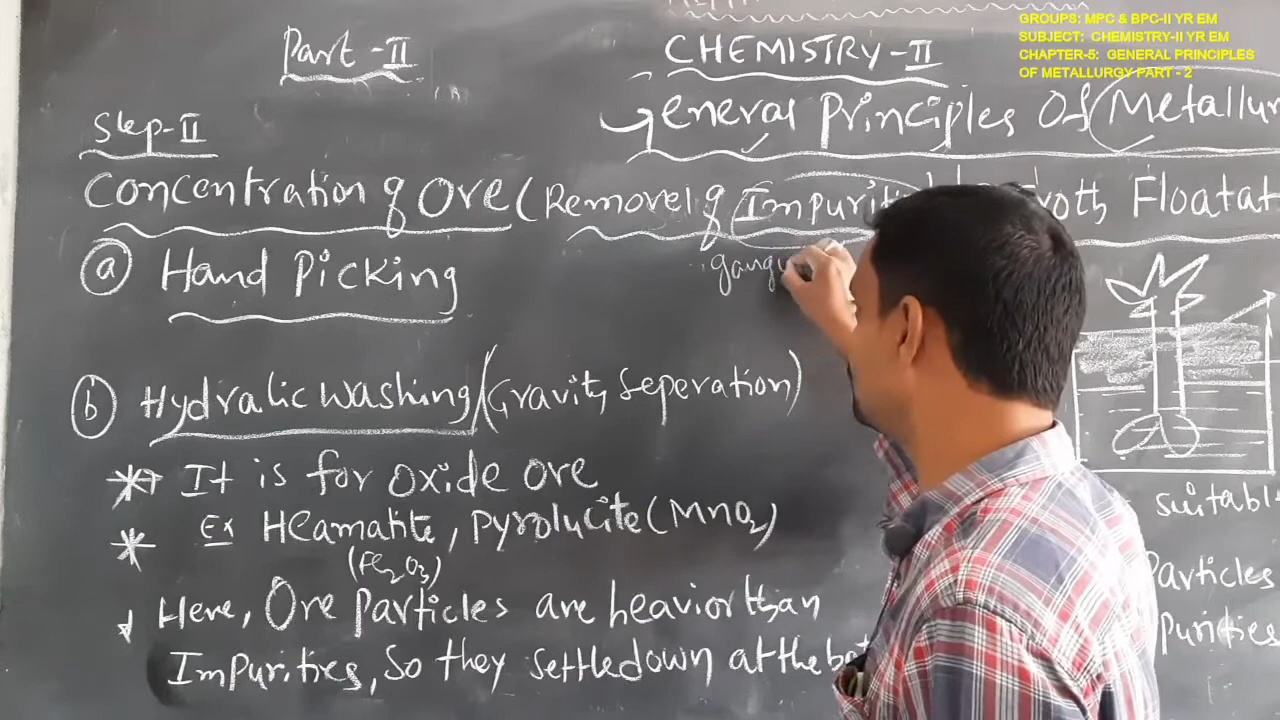 GROUPS: MPC & BPC-II YR EM
SUBJECT: CHEMISTRY-II YR EM
CHAPTER-5: GENERAL PRINCIPLES
OF METALLURGY PART - 2
Part-II
CHEMISTRY-II
General Principles Of Metallur
Step-II
Concentration of Ore (Removel of Impuriti
Floatat
gangu
(a) Hand Picking
(b) Hydralic Washing/(Gravity Seperation)
It is for oxide ore
Ex Heamatite, Pyrolucite (MnO2)
(Fe2O3)
Here, Ore Particles are heavior than
Impurities, So they settledown at the bot
suitabl
Particles
purities